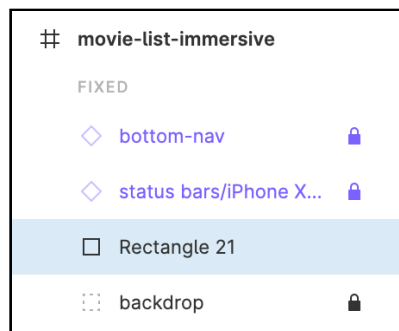 movie-list-immersive
FIXED
bottom-nav
status bars/iPhone X...
Rectangle 21
backdrop